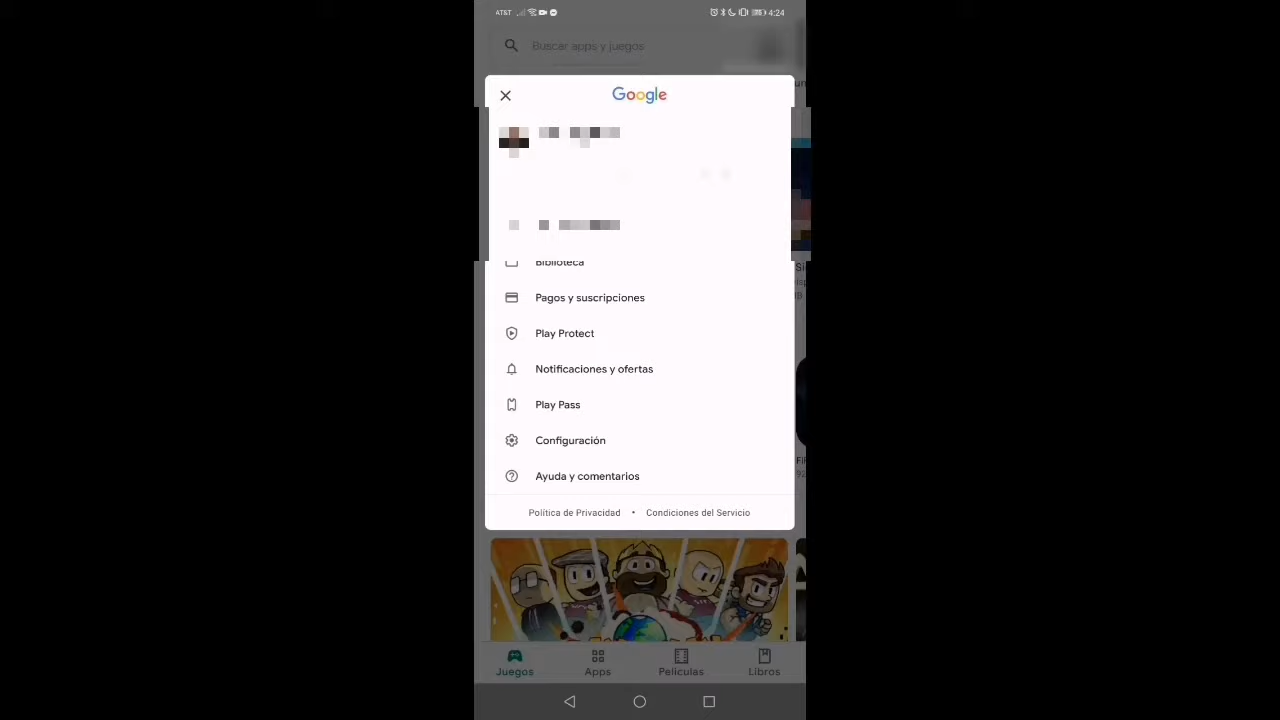 AT&T
4:24
Buscar apps y juegos
Google
Biblioteca
Pagos y suscripciones
Play Protect
Notificaciones y ofertas
Play Pass
Configuración
Ayuda y comentarios
Política de Privacidad • Condiciones del Servicio
Juegos
Apps
Películas
Libros